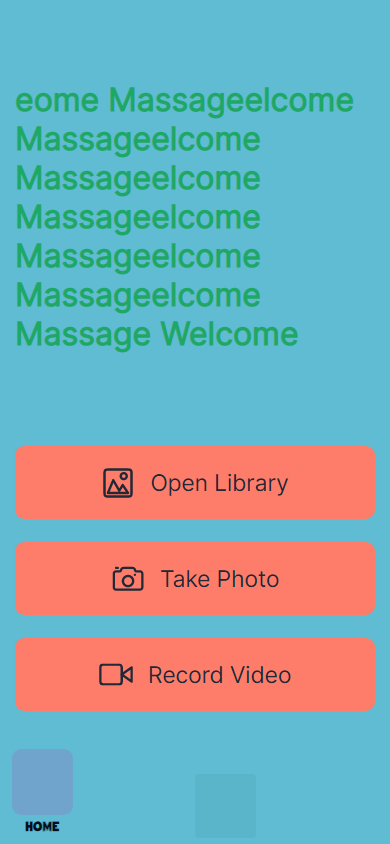 eome Massageelcome
Massageelcome
Massageelcome
Massageelcome
Massageelcome
Massageelcome
Massage Welcome
Open Library
Take Photo
Record Video
HOME